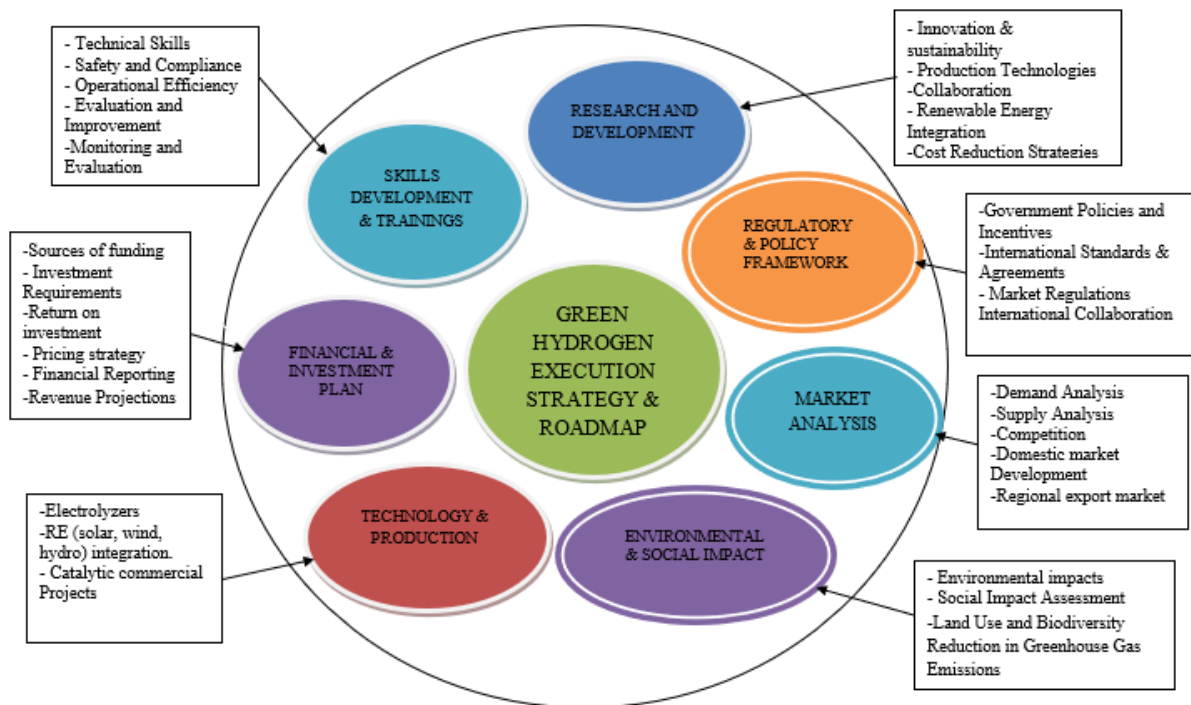 - Technical Skills
- Safety and Compliance
- Operational Efficiency
- Evaluation and
Improvement
-Monitoring and
Evaluation
- Innovation &
sustainability
- Production Technologies
-Collaboration
- Renewable Energy
Integration
-Cost Reduction Strategies
RESEARCH AND
DEVELOPMENT
SKILLS
DEVELOPMENT
& TRAININGS
REGULATORY
& POLICY
FRAMEWORK
-Government Policies and
Incentives
-International Standards &
Agreements
- Market Regulations
International Collaboration
-Sources of funding
- Investment
Requirements
-Return on
investment
- Pricing strategy
- Financial Reporting
-Revenue Projections
FINANCIAL &
INVESTMENT
PLAN
GREEN
HYDROGEN
EXECUTION
STRATEGY &
ROADMAP
MARKET
ANALYSIS
-Demand Analysis
-Supply Analysis
-Competition
-Domestic market
Development
-Regional export market
-Electrolyzers
-RE (solar, wind,
hydro) integration.
- Catalytic commercial
Projects
TECHNOLOGY &
PRODUCTION
ENVIRONMENTAL
& SOCIAL IMPACT
- Environmental impacts
- Social Impact Assessment
-Land Use and Biodiversity
Reduction in Greenhouse Gas
Emissions